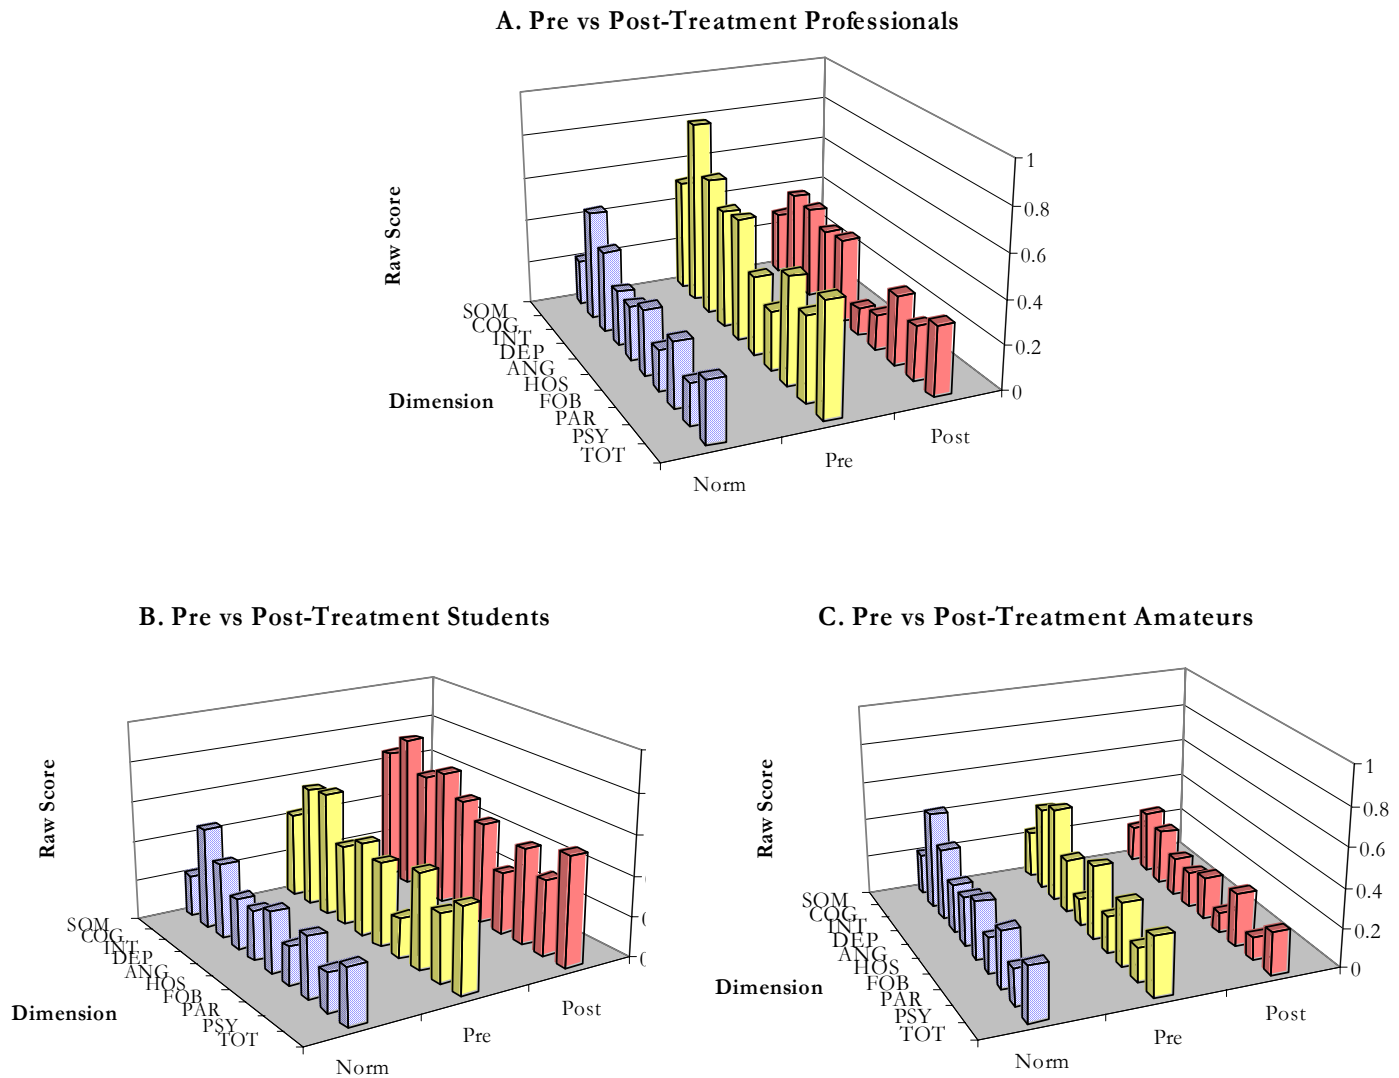 A. Pre vs Post-Treatment Professionals
Raw Score
1
0.8
0.6
0.4
0.2
0
SOM
COG
INT
DEP
ANG
HOS
FOB
PAR
PSY
TOT
Dimension
Norm
Pre
Post
B. Pre vs Post-Treatment Students
Raw Score
SOM
COG
INT
DEP
ANG
HOS
FOB
PAR
PSY
TOT
Dimension
Norm
Pre
Post
C. Pre vs Post-Treatment Amateurs
Raw Score
1
0.8
0.6
0.4
0.2
0
SOM
COG
INT
DEP
ANG
HOS
FOB
PAR
PSY
TOT
Dimension
Norm
Pre
Post